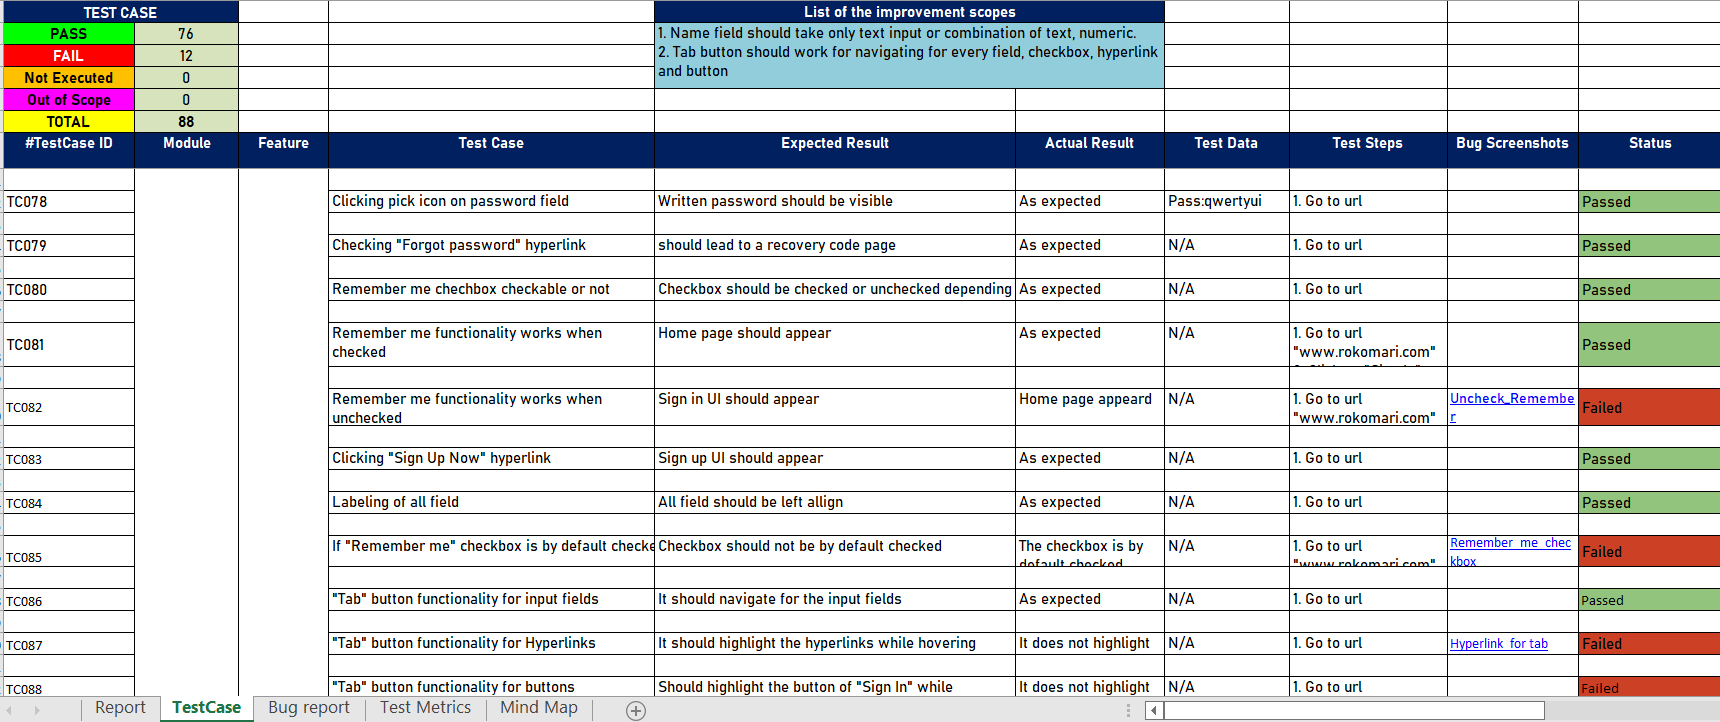 TEST CASE
List of the improvement scopes
PASS 76
1. Name field should take only text input or combination of text, numeric.
2. Tab button should work for navigating for every field, checkbox, hyperlink
and button
FAIL 12
Not Executed 0
Out of Scope 0
TOTAL 88
#TestCase ID Module Feature Test Case Expected Result Actual Result Test Data Test Steps Bug Screenshots Status
TC078 Clicking pick icon on password field Written password should be visible As expected Pass:qwertyui 1. Go to url Passed
TC079 Checking "Forgot password" hyperlink should lead to a recovery code page As expected N/A 1. Go to url Passed
TC080 Remember me chechbox checkable or not Checkbox should be checked or unchecked depending As expected N/A 1. Go to url Passed
TC081 Remember me functionality works when Home page should appear As expected N/A 1. Go to url Passed
checked "www.rokomari.com"
TC082 Remember me functionality works when Sign in UI should appear Home page appeard N/A 1. Go to url Uncheck_Remembe Failed
unchecked "www.rokomari.com" r
TC083 Clicking "Sign Up Now" hyperlink Sign up UI should appear As expected N/A 1. Go to url Passed
TC084 Labeling of all field All field should be left allign As expected N/A 1. Go to url Passed
TC085 If "Remember me" checkbox is by default checke Checkbox should not be by default checked The checkbox is by N/A 1. Go to url Remember_me_chec Failed
default checked "www.rokomari.com" kbox
TC086 "Tab" button functionality for input fields It should navigate for the input fields As expected N/A 1. Go to url Passed
TC087 "Tab" button functionality for Hyperlinks It should highlight the hyperlinks while hovering It does not highlight N/A 1. Go to url Hyperlink_for tab Failed
TC088 "Tab" button functionality for buttons Should highlight the button of "Sign In" while It does not highlight N/A 1. Go to url Failed
Report TestCase Bug report Test Metrics Mind Map